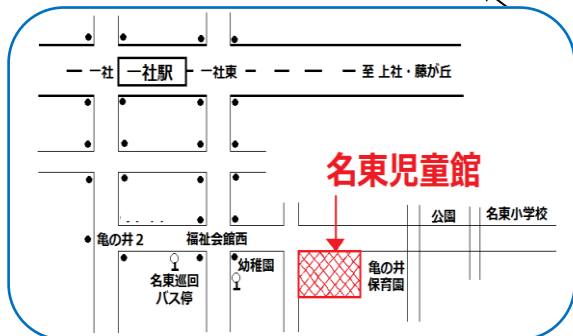 一社
一社駅
一社東
至 上社・藤が丘
名東児童館
公園
名東小学校
亀の井2
福祉会館西
名東巡回
バス停
幼稚園
亀の井
保育園